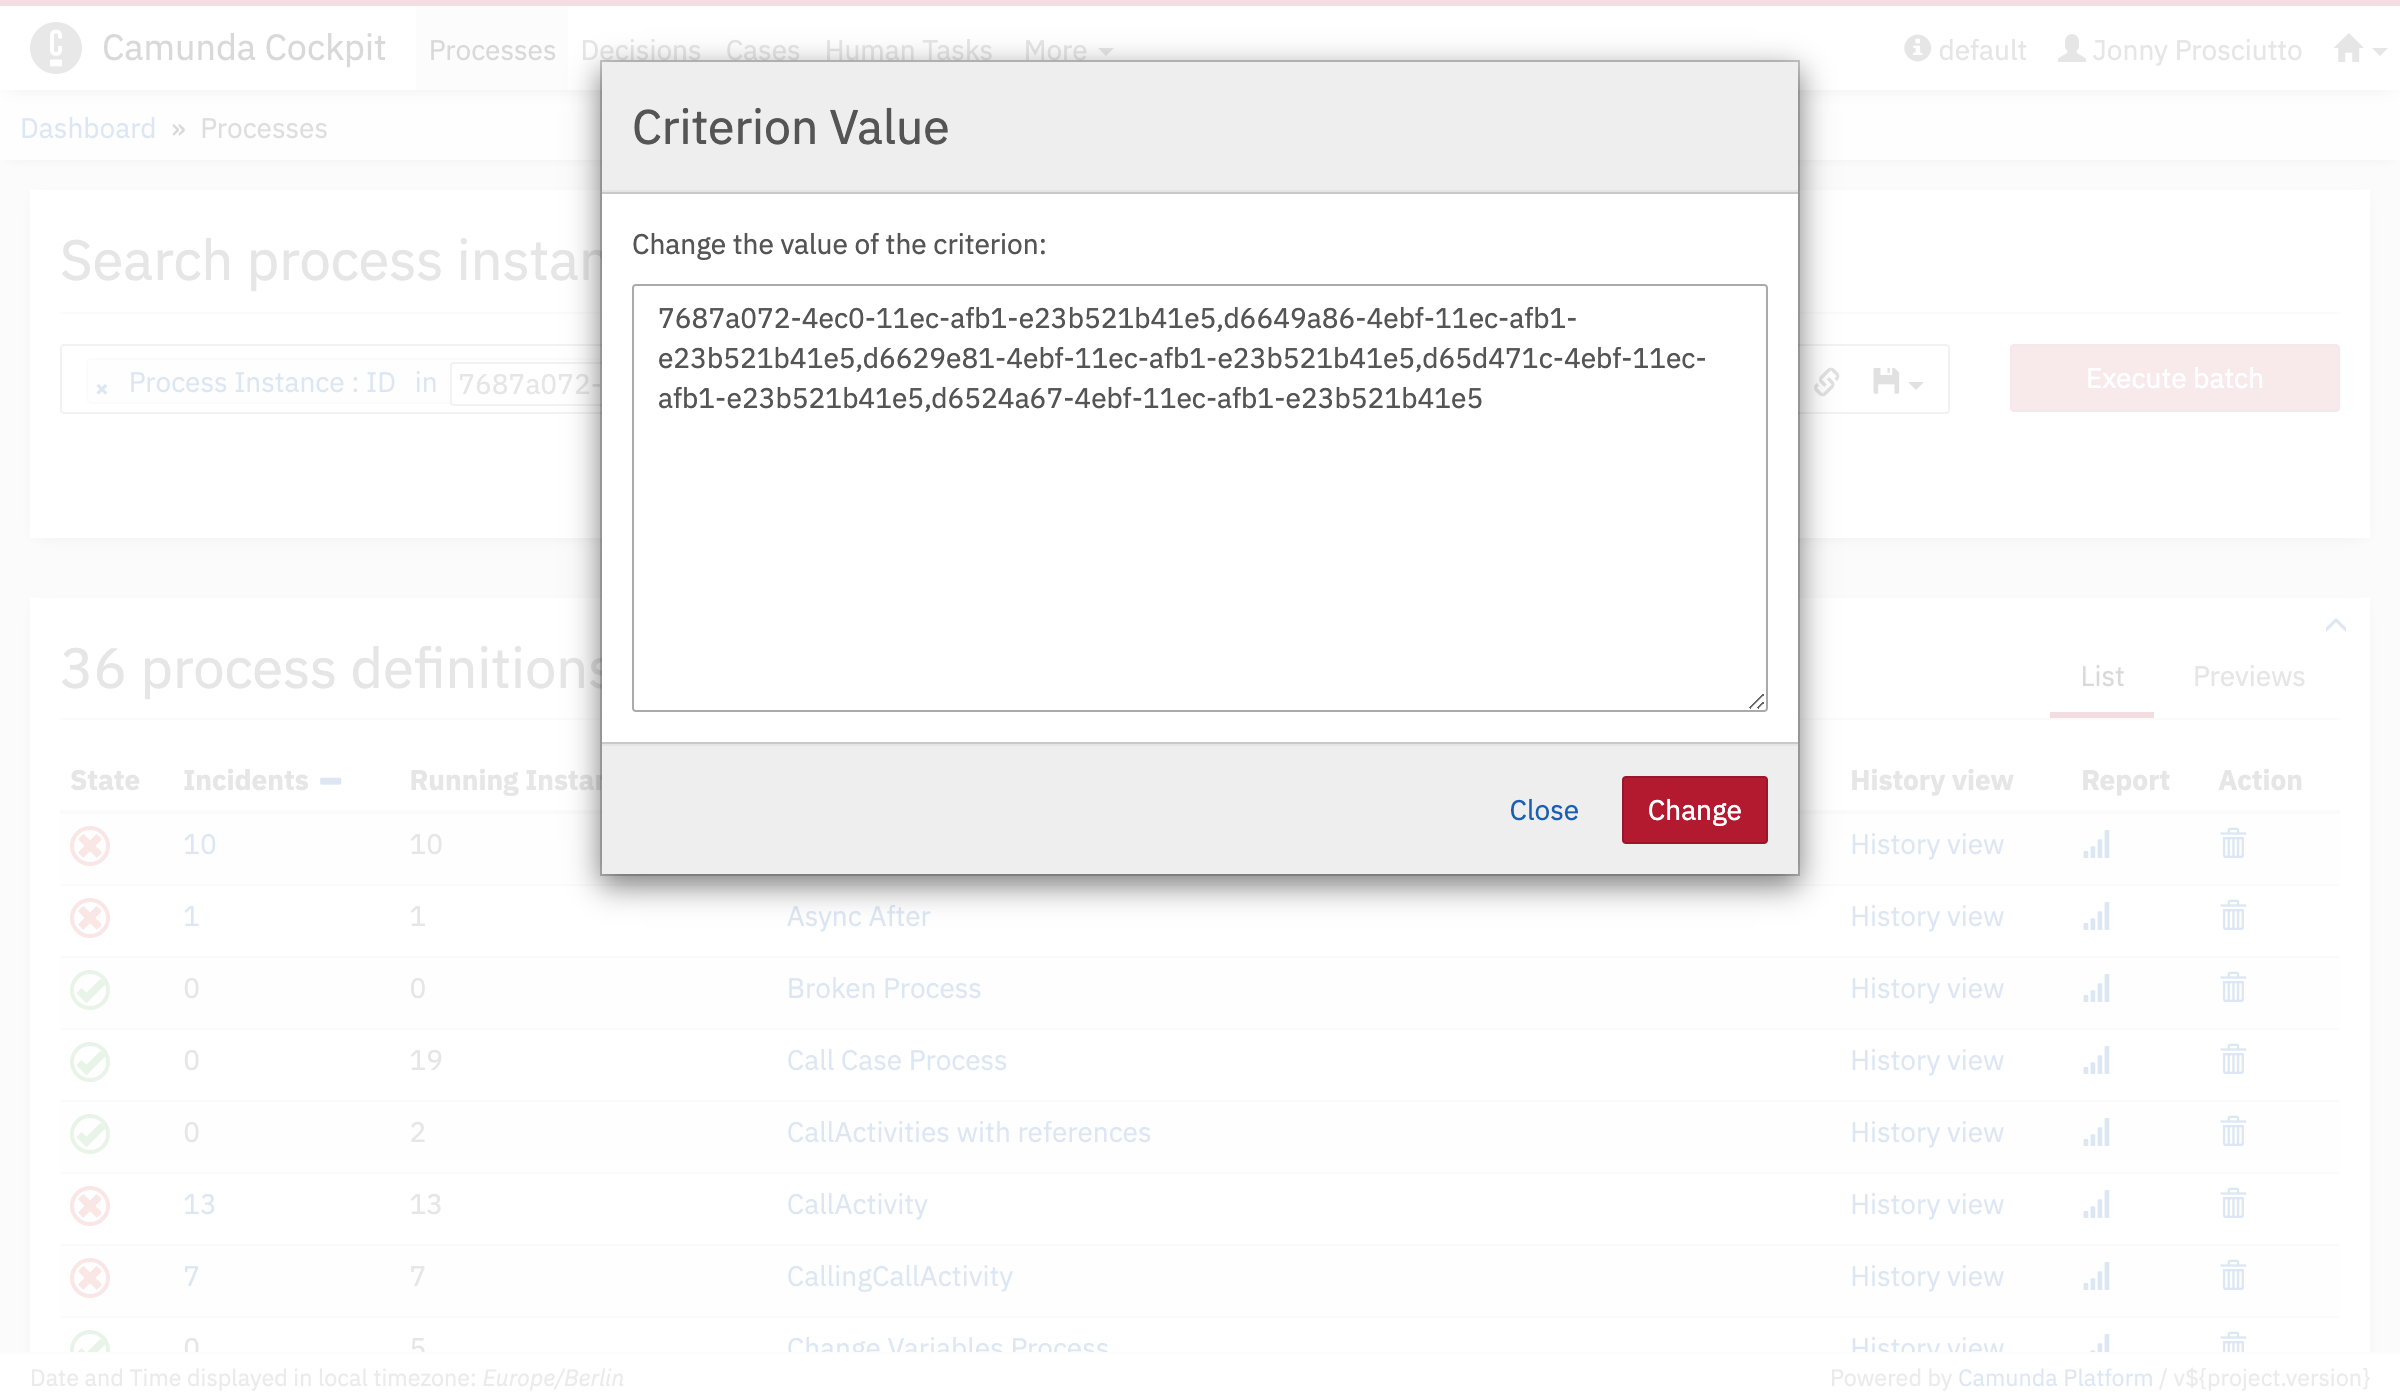 Camunda Cockpit Processes Decisions Cases Human Tasks More default Jonny Prosciutto
Dashboard » Processes
Criterion Value
Change the value of the criterion:
7687a072-4ec0-11ec-afb1-e23b521b41e5,d6649a86-4ebf-11ec-afb1-
e23b521b41e5,d6629e81-4ebf-11ec-afb1-e23b521b41e5,d65d471c-4ebf-11ec-
afb1-e23b521b41e5,d6524a67-4ebf-11ec-afb1-e23b521b41e5
Close Change
Search process instan
Process Instance : ID in 7687a072- Execute batch
36 process definitions
List Previews
State Incidents Running Instan History view Report Action
10 10 History view
1 1 Async After History view
0 0 Broken Process History view
0 19 Call Case Process History view
0 2 CallActivities with references History view
13 13 CallActivity History view
7 7 CallingCallActivity History view
0 5 Change Variables Process History view
Date and Time displayed in local timezone: Europe/Berlin Powered by Camunda Platform / v${project.version}